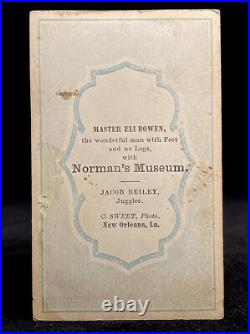 MASTER ELI BOWEN,
the wonderful man with Feet
and no Legs,
with
Norman's Museum.
JACOB REILEY,
Juggler.
C. SWEET, Photo.
New Orleans, La.